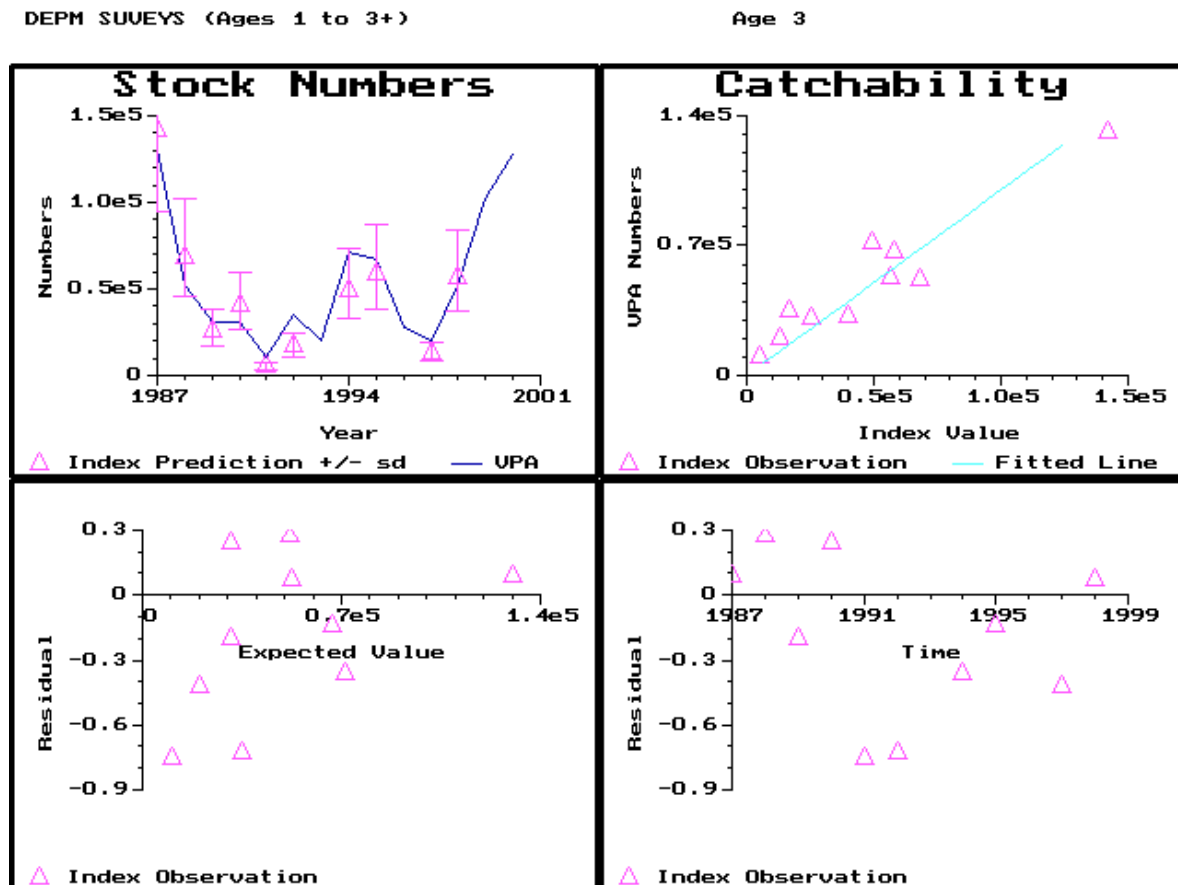 DEPM SUVEYS (Ages 1 to 3+) Age 3
Stock Numbers
1.5e5
1.0e5
0.5e5
0
Numbers
1987 1994 2001
Year
Index Prediction +/- sd VPA
Catchability
1.4e5
0.7e5
0
VPA Numbers
0 0.5e5 1.0e5 1.5e5
Index Value
Index Observation Fitted Line
0.3
0
-0.3
-0.6
-0.9
Residual
0 0.7e5 1.4e5
Expected Value
Index Observation
0.3
0
-0.3
-0.6
-0.9
Residual
1987 1991 1995 1999
Time
Index Observation